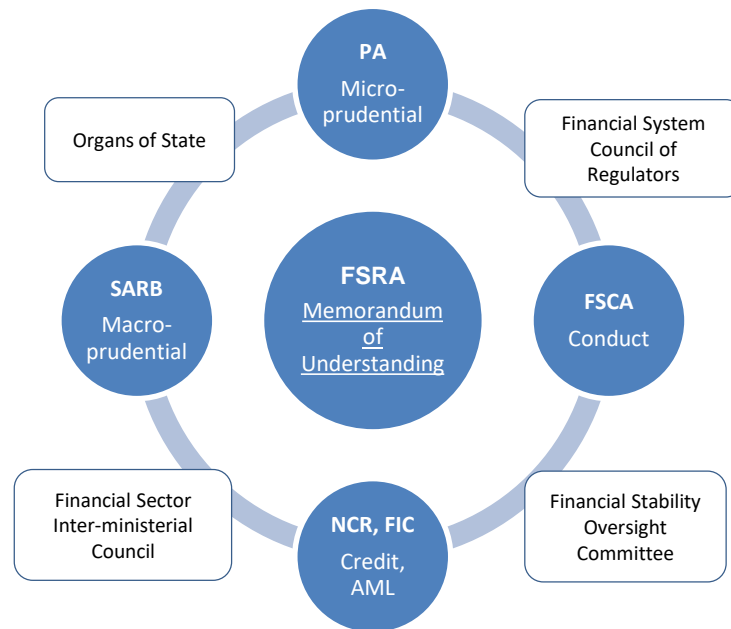 PA
Micro-
prudential
Organs of State
Financial System
Council of
Regulators
SARB
Macro-
prudential
FSRA
Memorandum
of
Understanding
FSCA
Conduct
Financial Sector
Inter-ministerial
Council
NCR, FIC
Credit,
AML
Financial Stability
Oversight
Committee